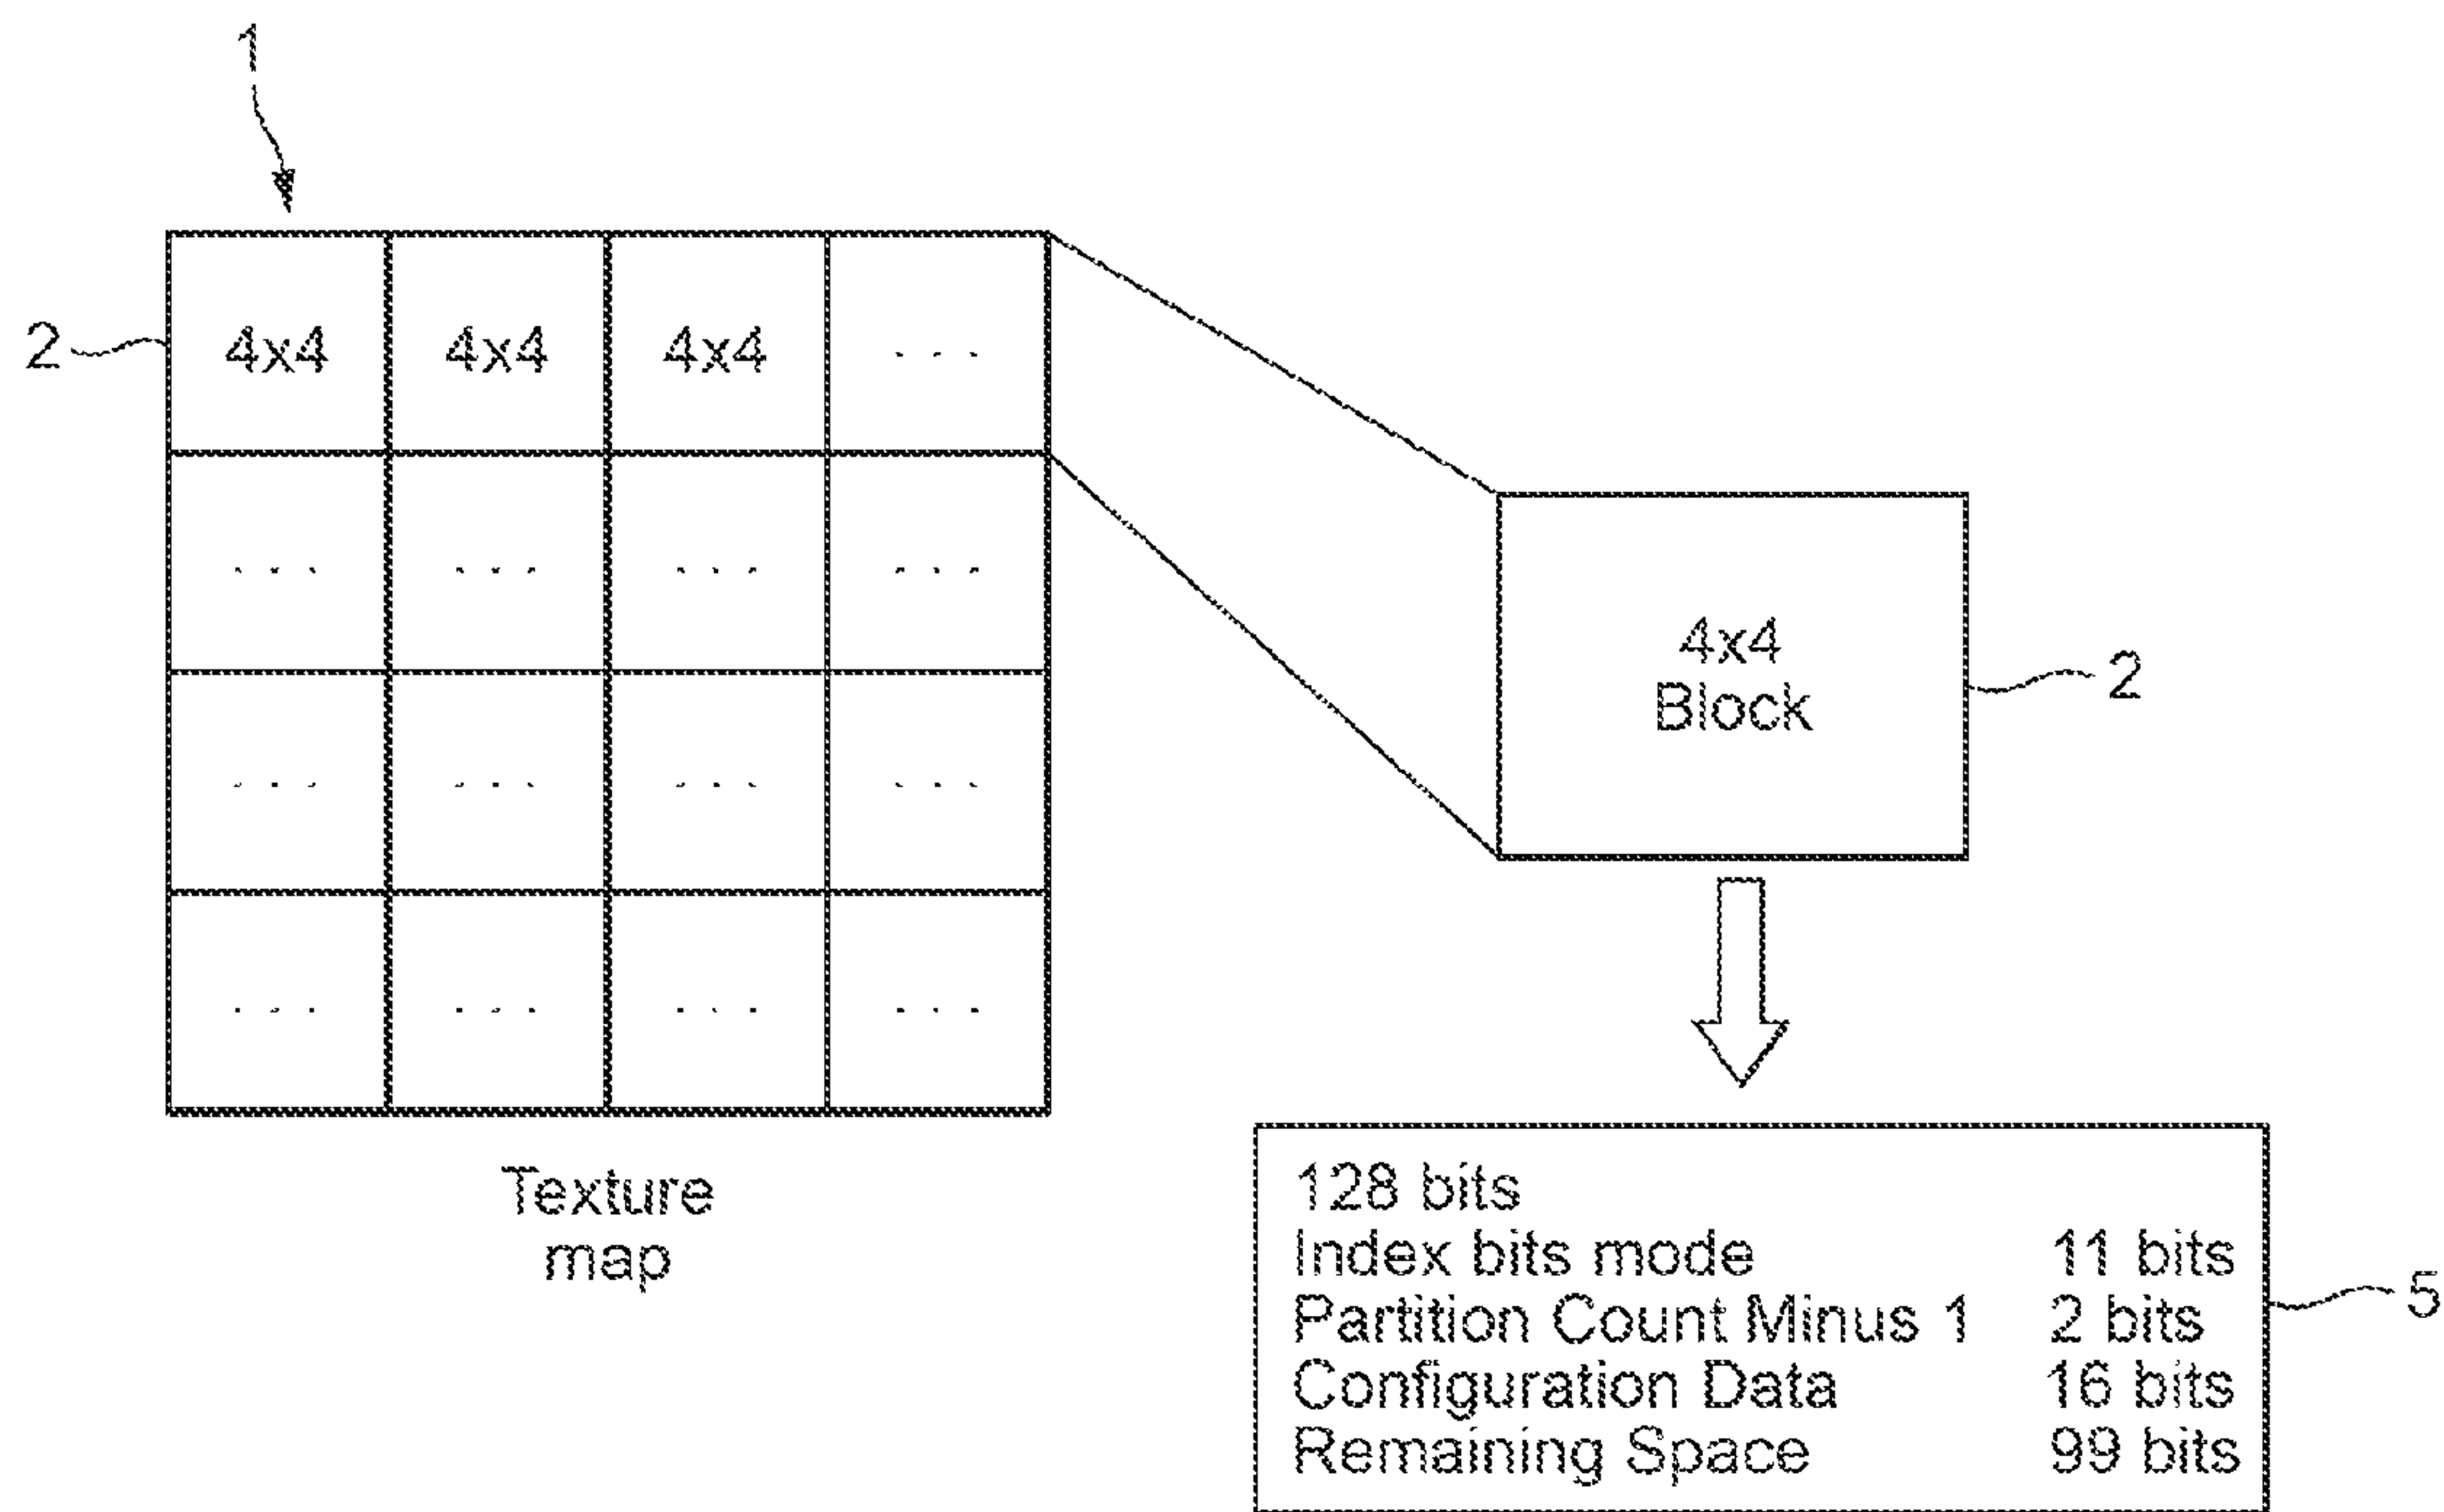 1
2
4x4 4x4 4x4 ...
... ... ... ...
... ... ... ...
... ... ... ...
Texture
map
4x4
Block
2
128 bits
Index bits mode 11 bits
Partition Count Minus 1 2 bits
Configuration Data 16 bits
Remaining Space 99 bits
5